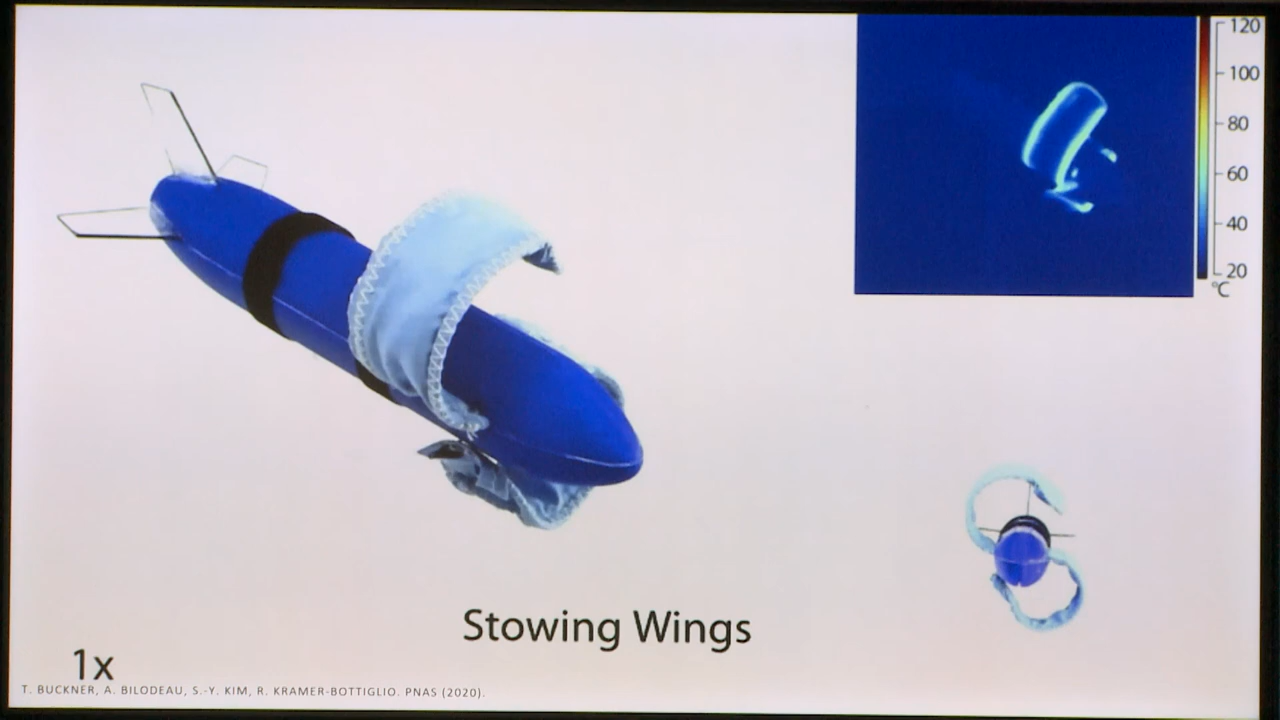 120
100
80
60
40
20
°C
Stowing Wings
1x
T. BUCKNER, A. BILODEAU, S.-Y. KIM, R. KRAMER-BOTTIGLIO. PNAS (2020).